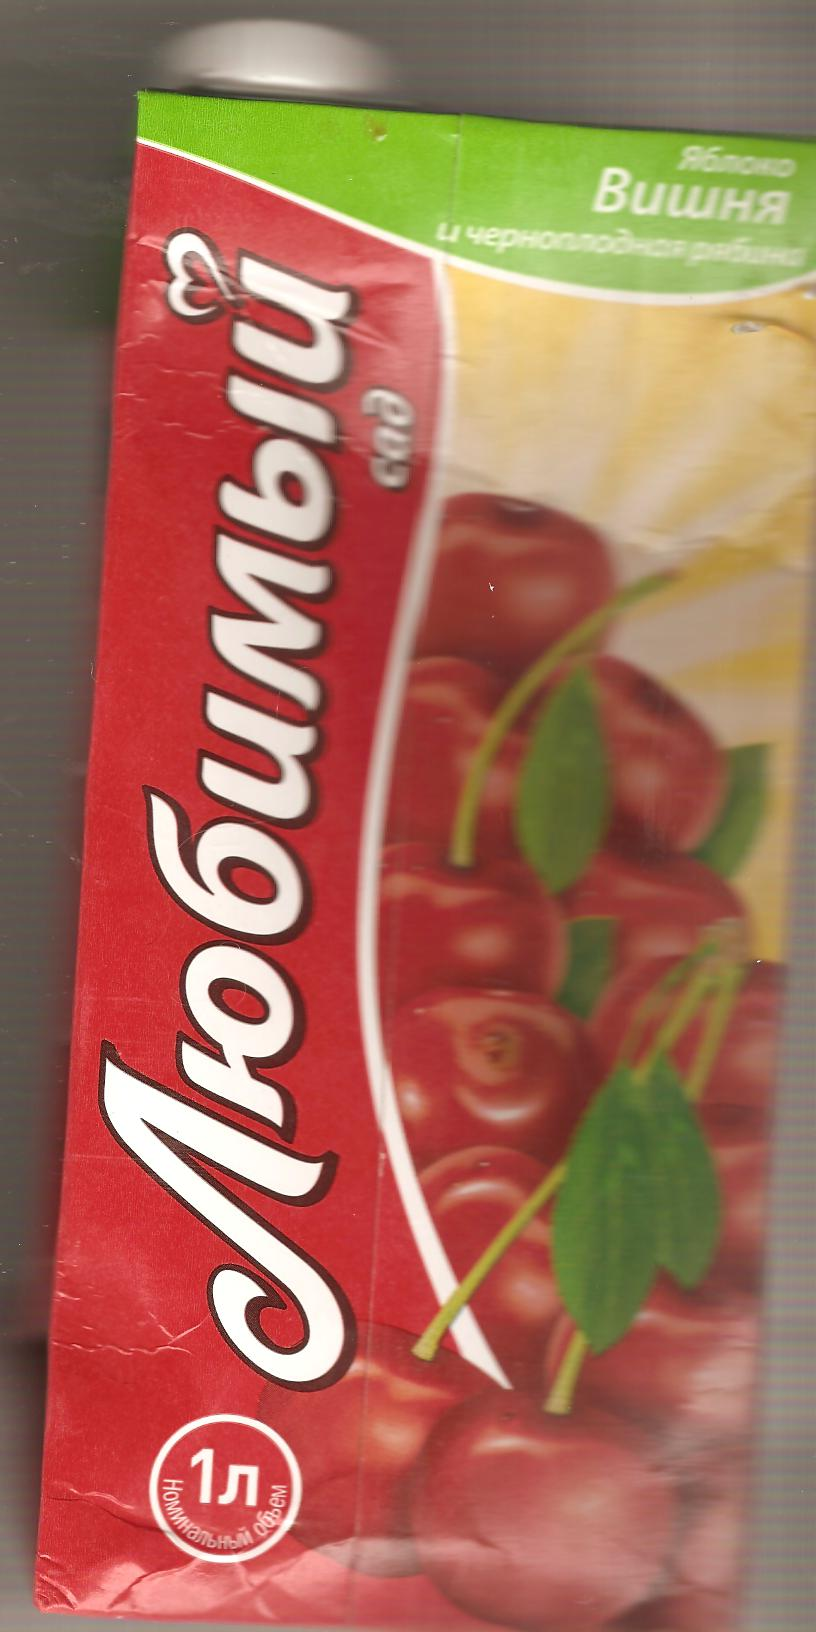 Яблоко
Вишня
и черноплодная рябина
Любимый
сад
1л
Номинальный объем